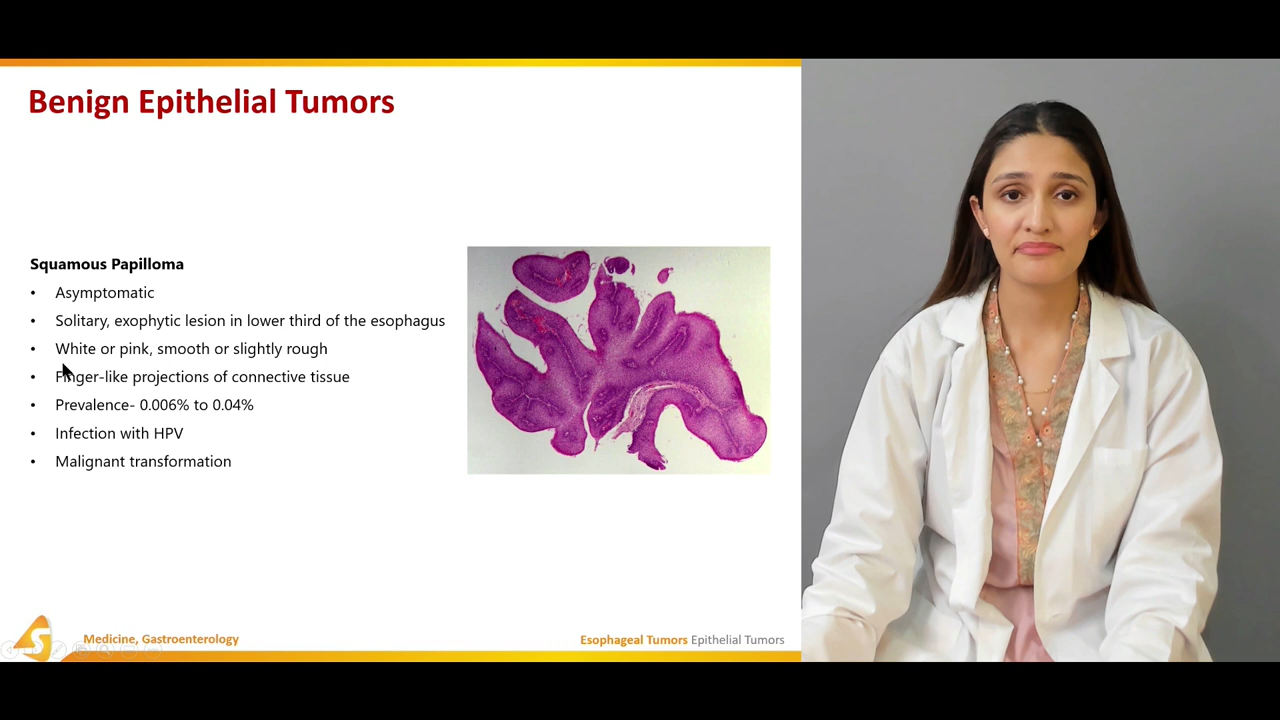 Benign Epithelial Tumors
Squamous Papilloma
• Asymptomatic
• Solitary, exophytic lesion in lower third of the esophagus
• White or pink, smooth or slightly rough
• Finger-like projections of connective tissue
• Prevalence- 0.006% to 0.04%
• Infection with HPV
• Malignant transformation
S
Medicine, Gastroenterology
Esophageal Tumors Epithelial Tumors